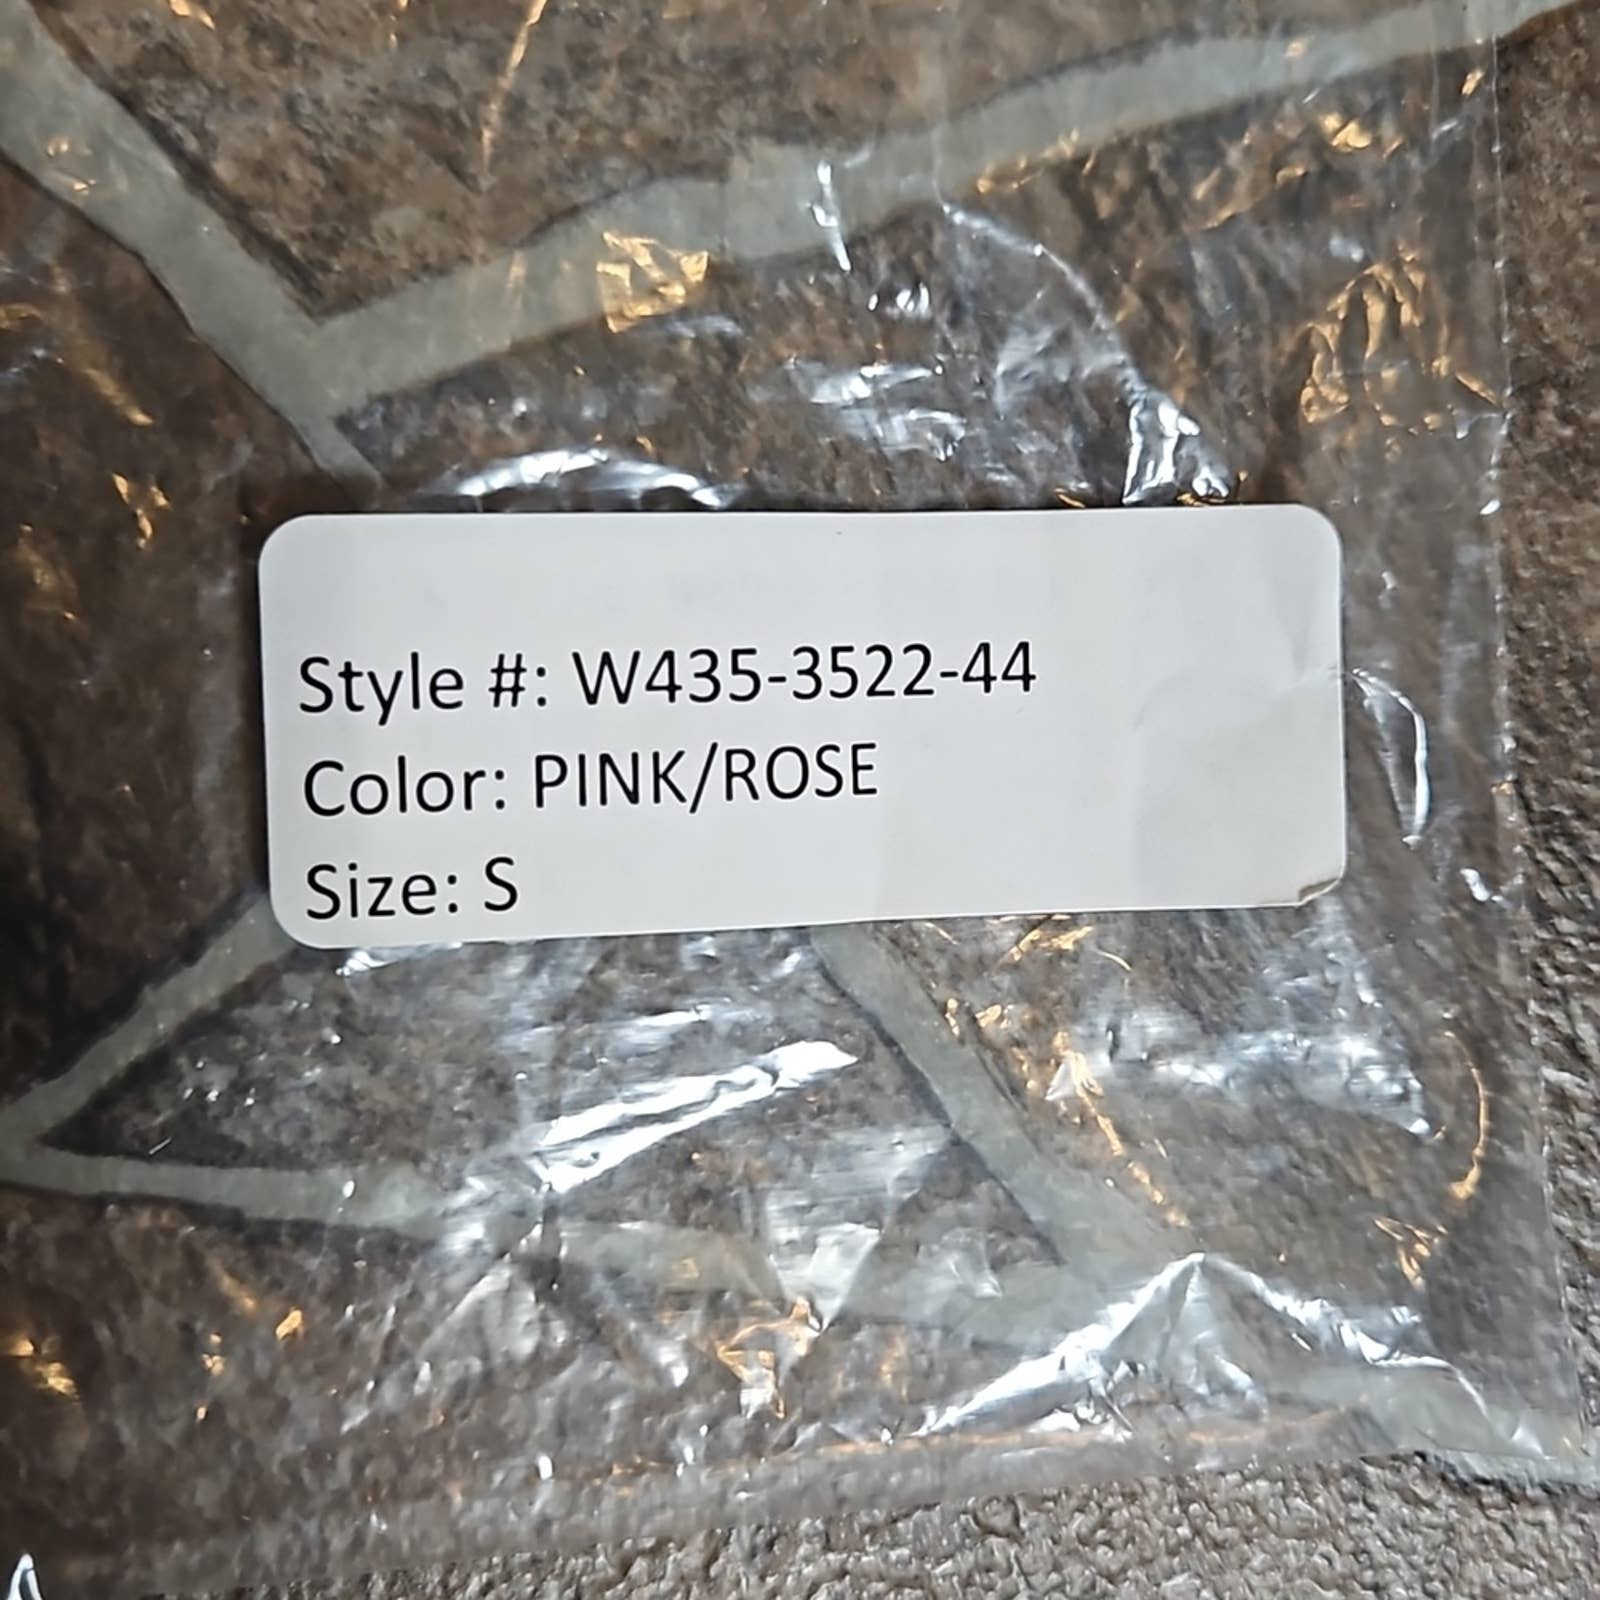 Style #: W435-3522-44
Color: PINK/ROSE
Size: S